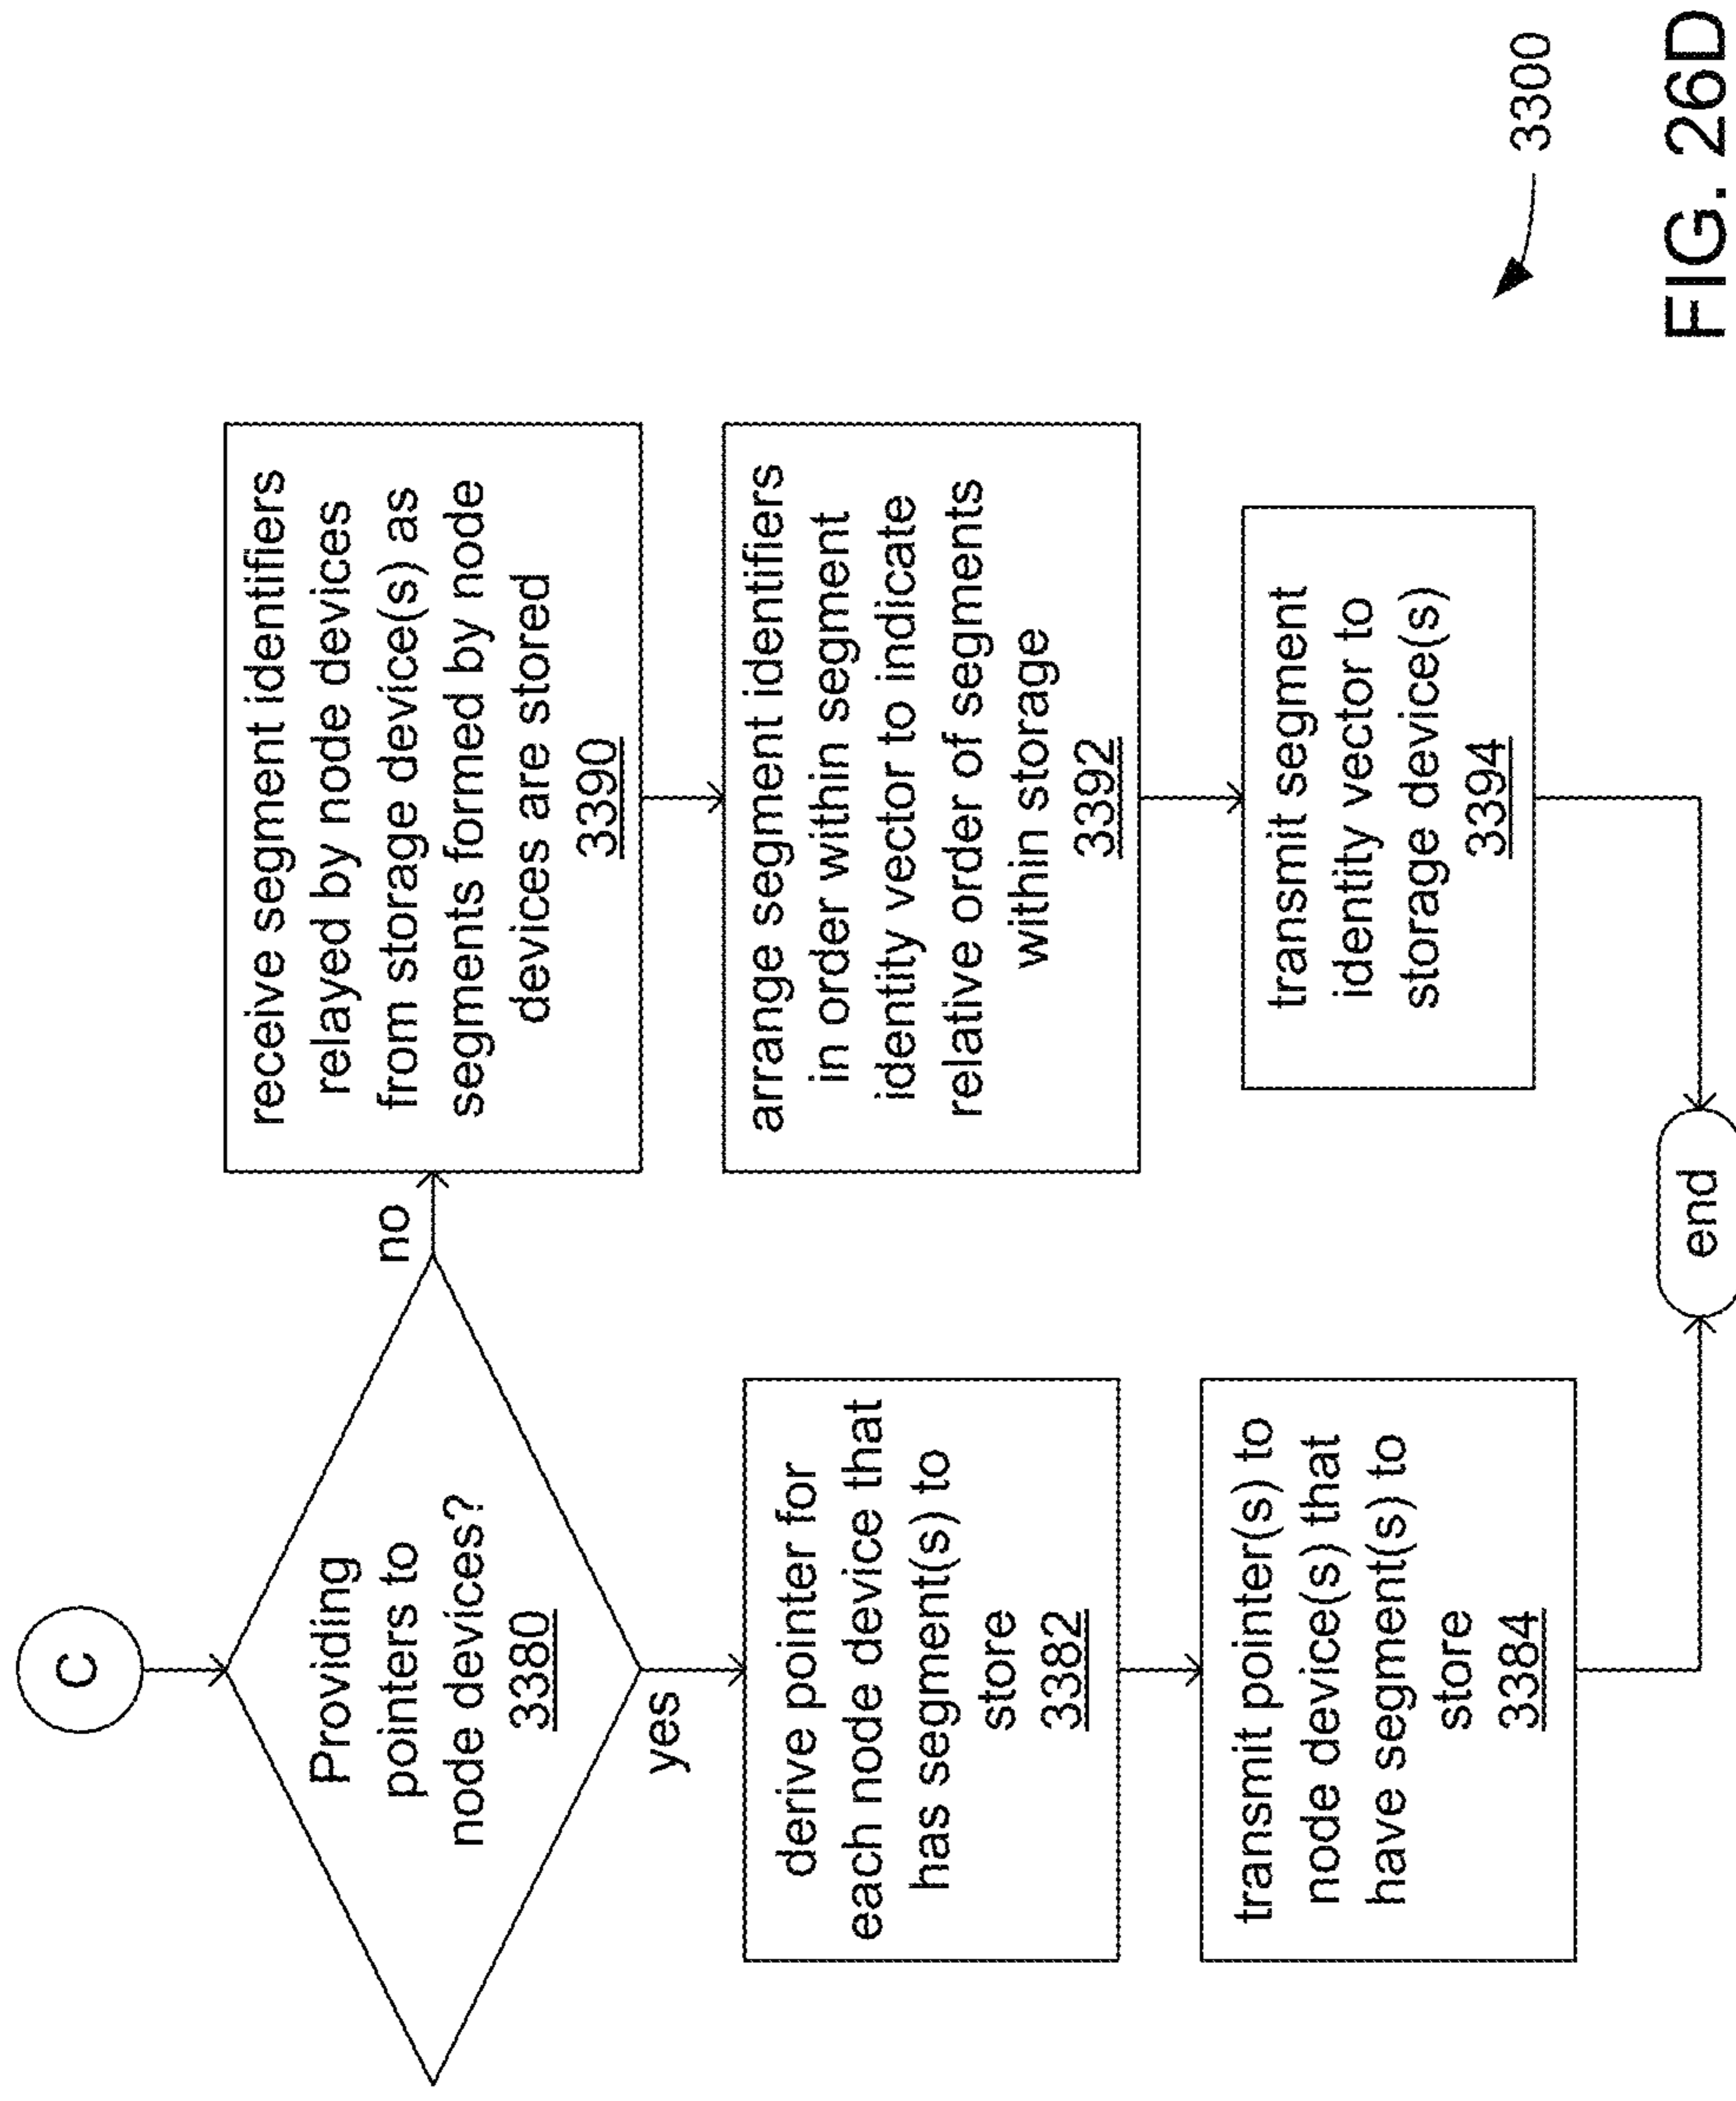 C
Providing
pointers to
node devices?
3380
no
yes
receive segment identifiers
relayed by node devices
from storage device(s) as
segments formed by node
devices are stored
3390
derive pointer for
each node device that
has segment(s) to
store
3382
arrange segment identifiers
in order within segment
identity vector to indicate
relative order of segments
within storage
3392
transmit pointer(s) to
node device(s) that
have segment(s) to
store
3384
transmit segment
identity vector to
storage device(s)
3394
end
3300
FIG. 26D